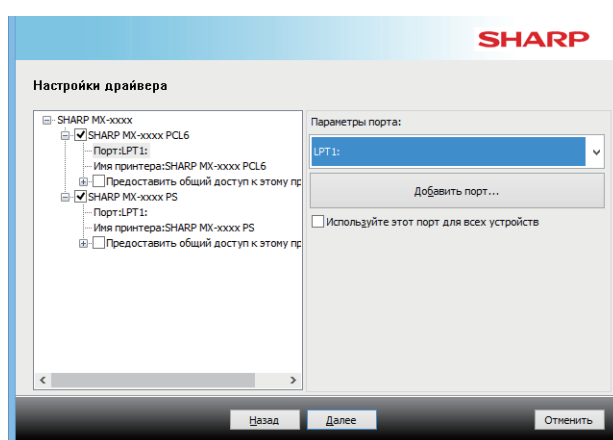 SHARP
Настройки драйвера
SHARP MX-xxxx
SHARP MX-xxxx PCL6
Порт:LPT1:
Имя принтера:SHARP MX-xxxx PCL6
Предоставить общий доступ к этому пр
SHARP MX-xxxx PS
Порт:LPT1:
Имя принтера:SHARP MX-xxxx PS
Предоставить общий доступ к этому пр
Параметры порта:
LPT1:
Добавить порт...
Используйте этот порт для всех устройств
Назад
Далее
Отменить